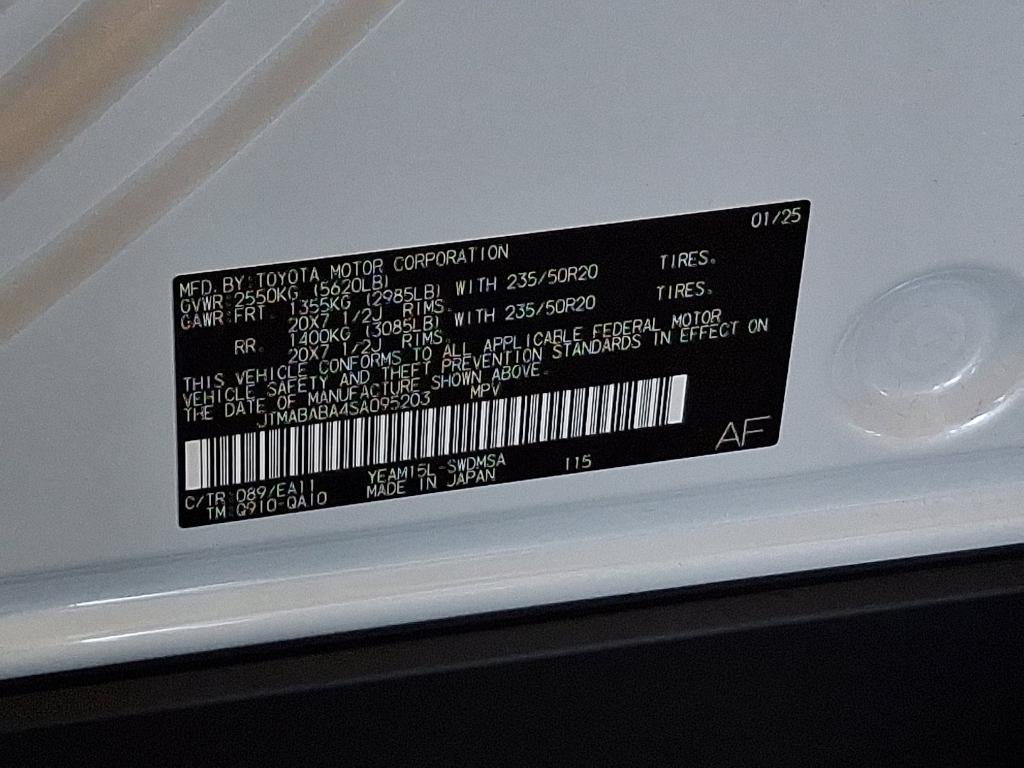 01/25
MFD. BY: TOYOTA MOTOR CORPORATION
GVWR: 2550KG (5620LB)
GAWR: FRT. 1355KG (2985LB) WITH 235/50R20 TIRES.
20X7 1/2J RIMS.
RR. 1400KG (3085LB) WITH 235/50R20 TIRES.
20X7 1/2J RIMS.
THIS VEHICLE CONFORMS TO ALL APPLICABLE FEDERAL MOTOR
VEHICLE SAFETY AND THEFT PREVENTION STANDARDS IN EFFECT ON
THE DATE OF MANUFACTURE SHOWN ABOVE.
JTMABABA4SA095203 MPV
AF
C/TR: 089/EA11 YEAM15L-SWDMSA 115
TM: Q910-QA10 MADE IN JAPAN